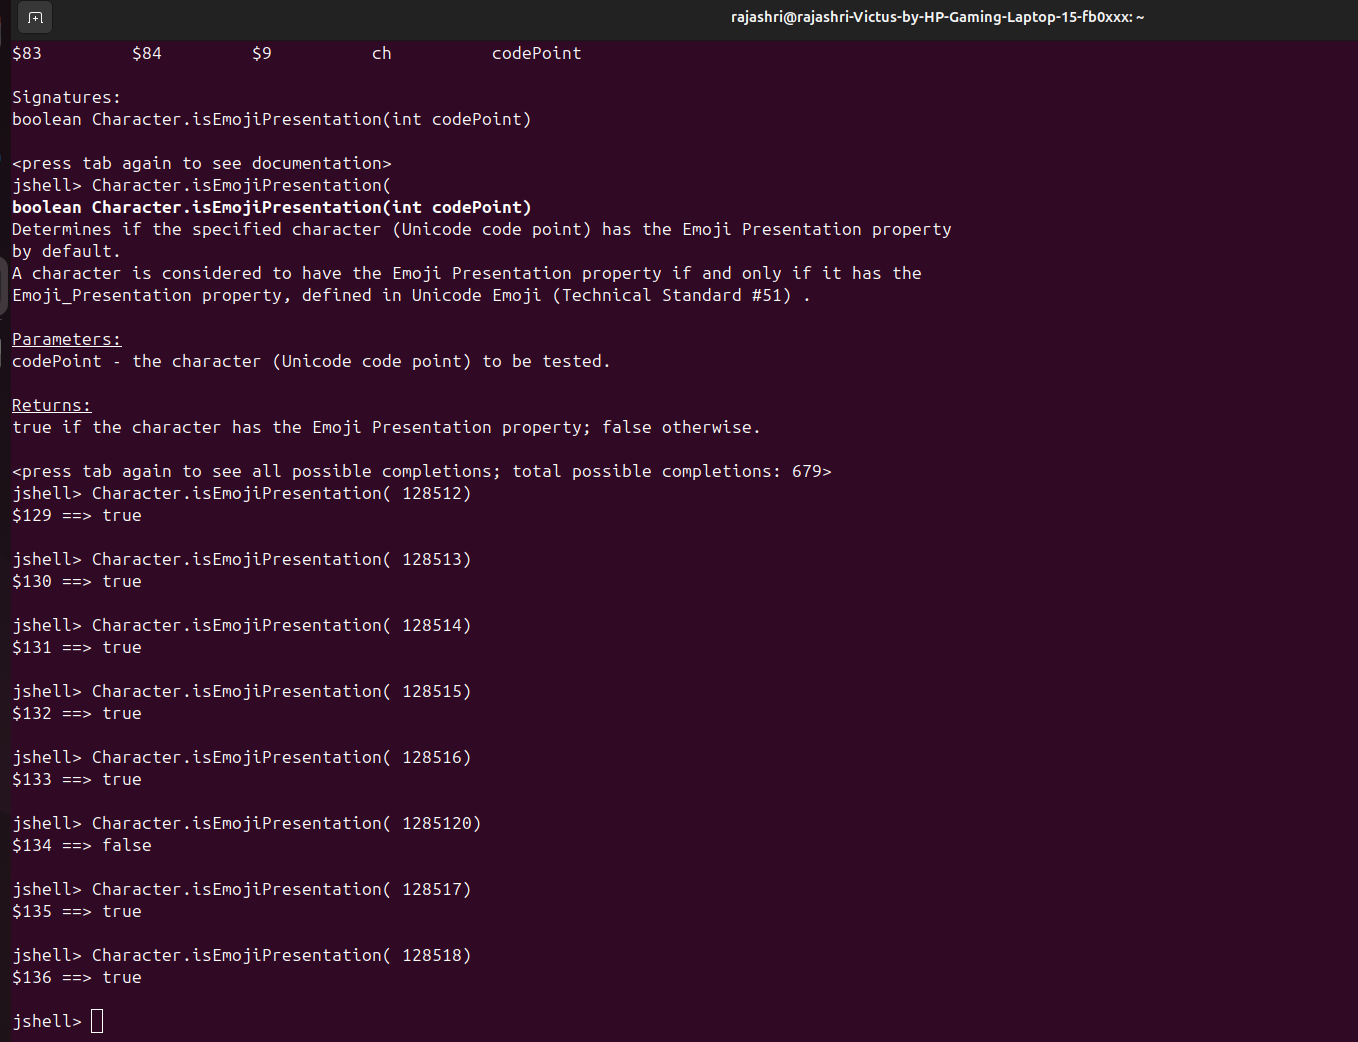 rajashri@rajashri-Victus-by-HP-Gaming-Laptop-15-fb0xxx: ~
$83 $84 $9 ch codePoint
Signatures:
boolean Character.isEmojiPresentation(int codePoint)
<press tab again to see documentation>
jshell> Character.isEmojiPresentation(
boolean Character.isEmojiPresentation(int codePoint)
Determines if the specified character (Unicode code point) has the Emoji Presentation property
by default.
A character is considered to have the Emoji Presentation property if and only if it has the
Emoji_Presentation property, defined in Unicode Emoji (Technical Standard #51) .
Parameters:
codePoint - the character (Unicode code point) to be tested.
Returns:
true if the character has the Emoji Presentation property; false otherwise.
<press tab again to see all possible completions; total possible completions: 679>
jshell> Character.isEmojiPresentation( 128512)
$129 ==> true
jshell> Character.isEmojiPresentation( 128513)
$130 ==> true
jshell> Character.isEmojiPresentation( 128514)
$131 ==> true
jshell> Character.isEmojiPresentation( 128515)
$132 ==> true
jshell> Character.isEmojiPresentation( 128516)
$133 ==> true
jshell> Character.isEmojiPresentation( 1285120)
$134 ==> false
jshell> Character.isEmojiPresentation( 128517)
$135 ==> true
jshell> Character.isEmojiPresentation( 128518)
$136 ==> true
jshell>